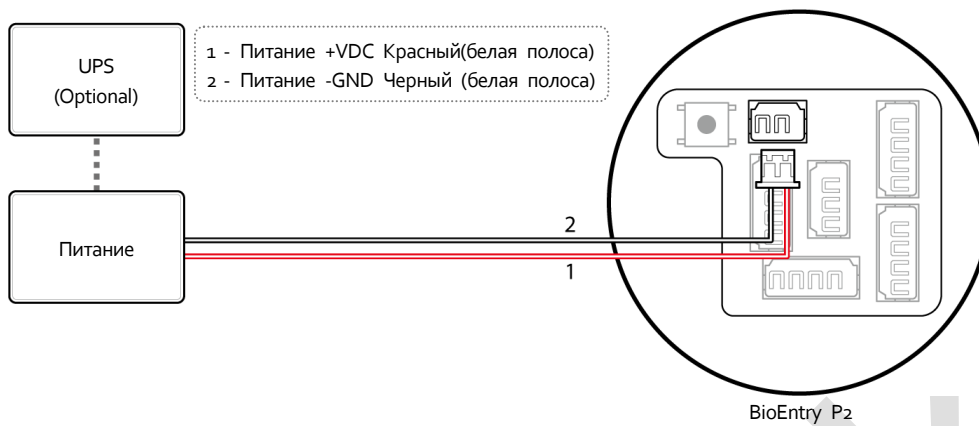 UPS
(Optional)
1 - Питание +VDC Красный(белая полоса)
2 - Питание -GND Черный (белая полоса)
Питание
2
1
BioEntry P2